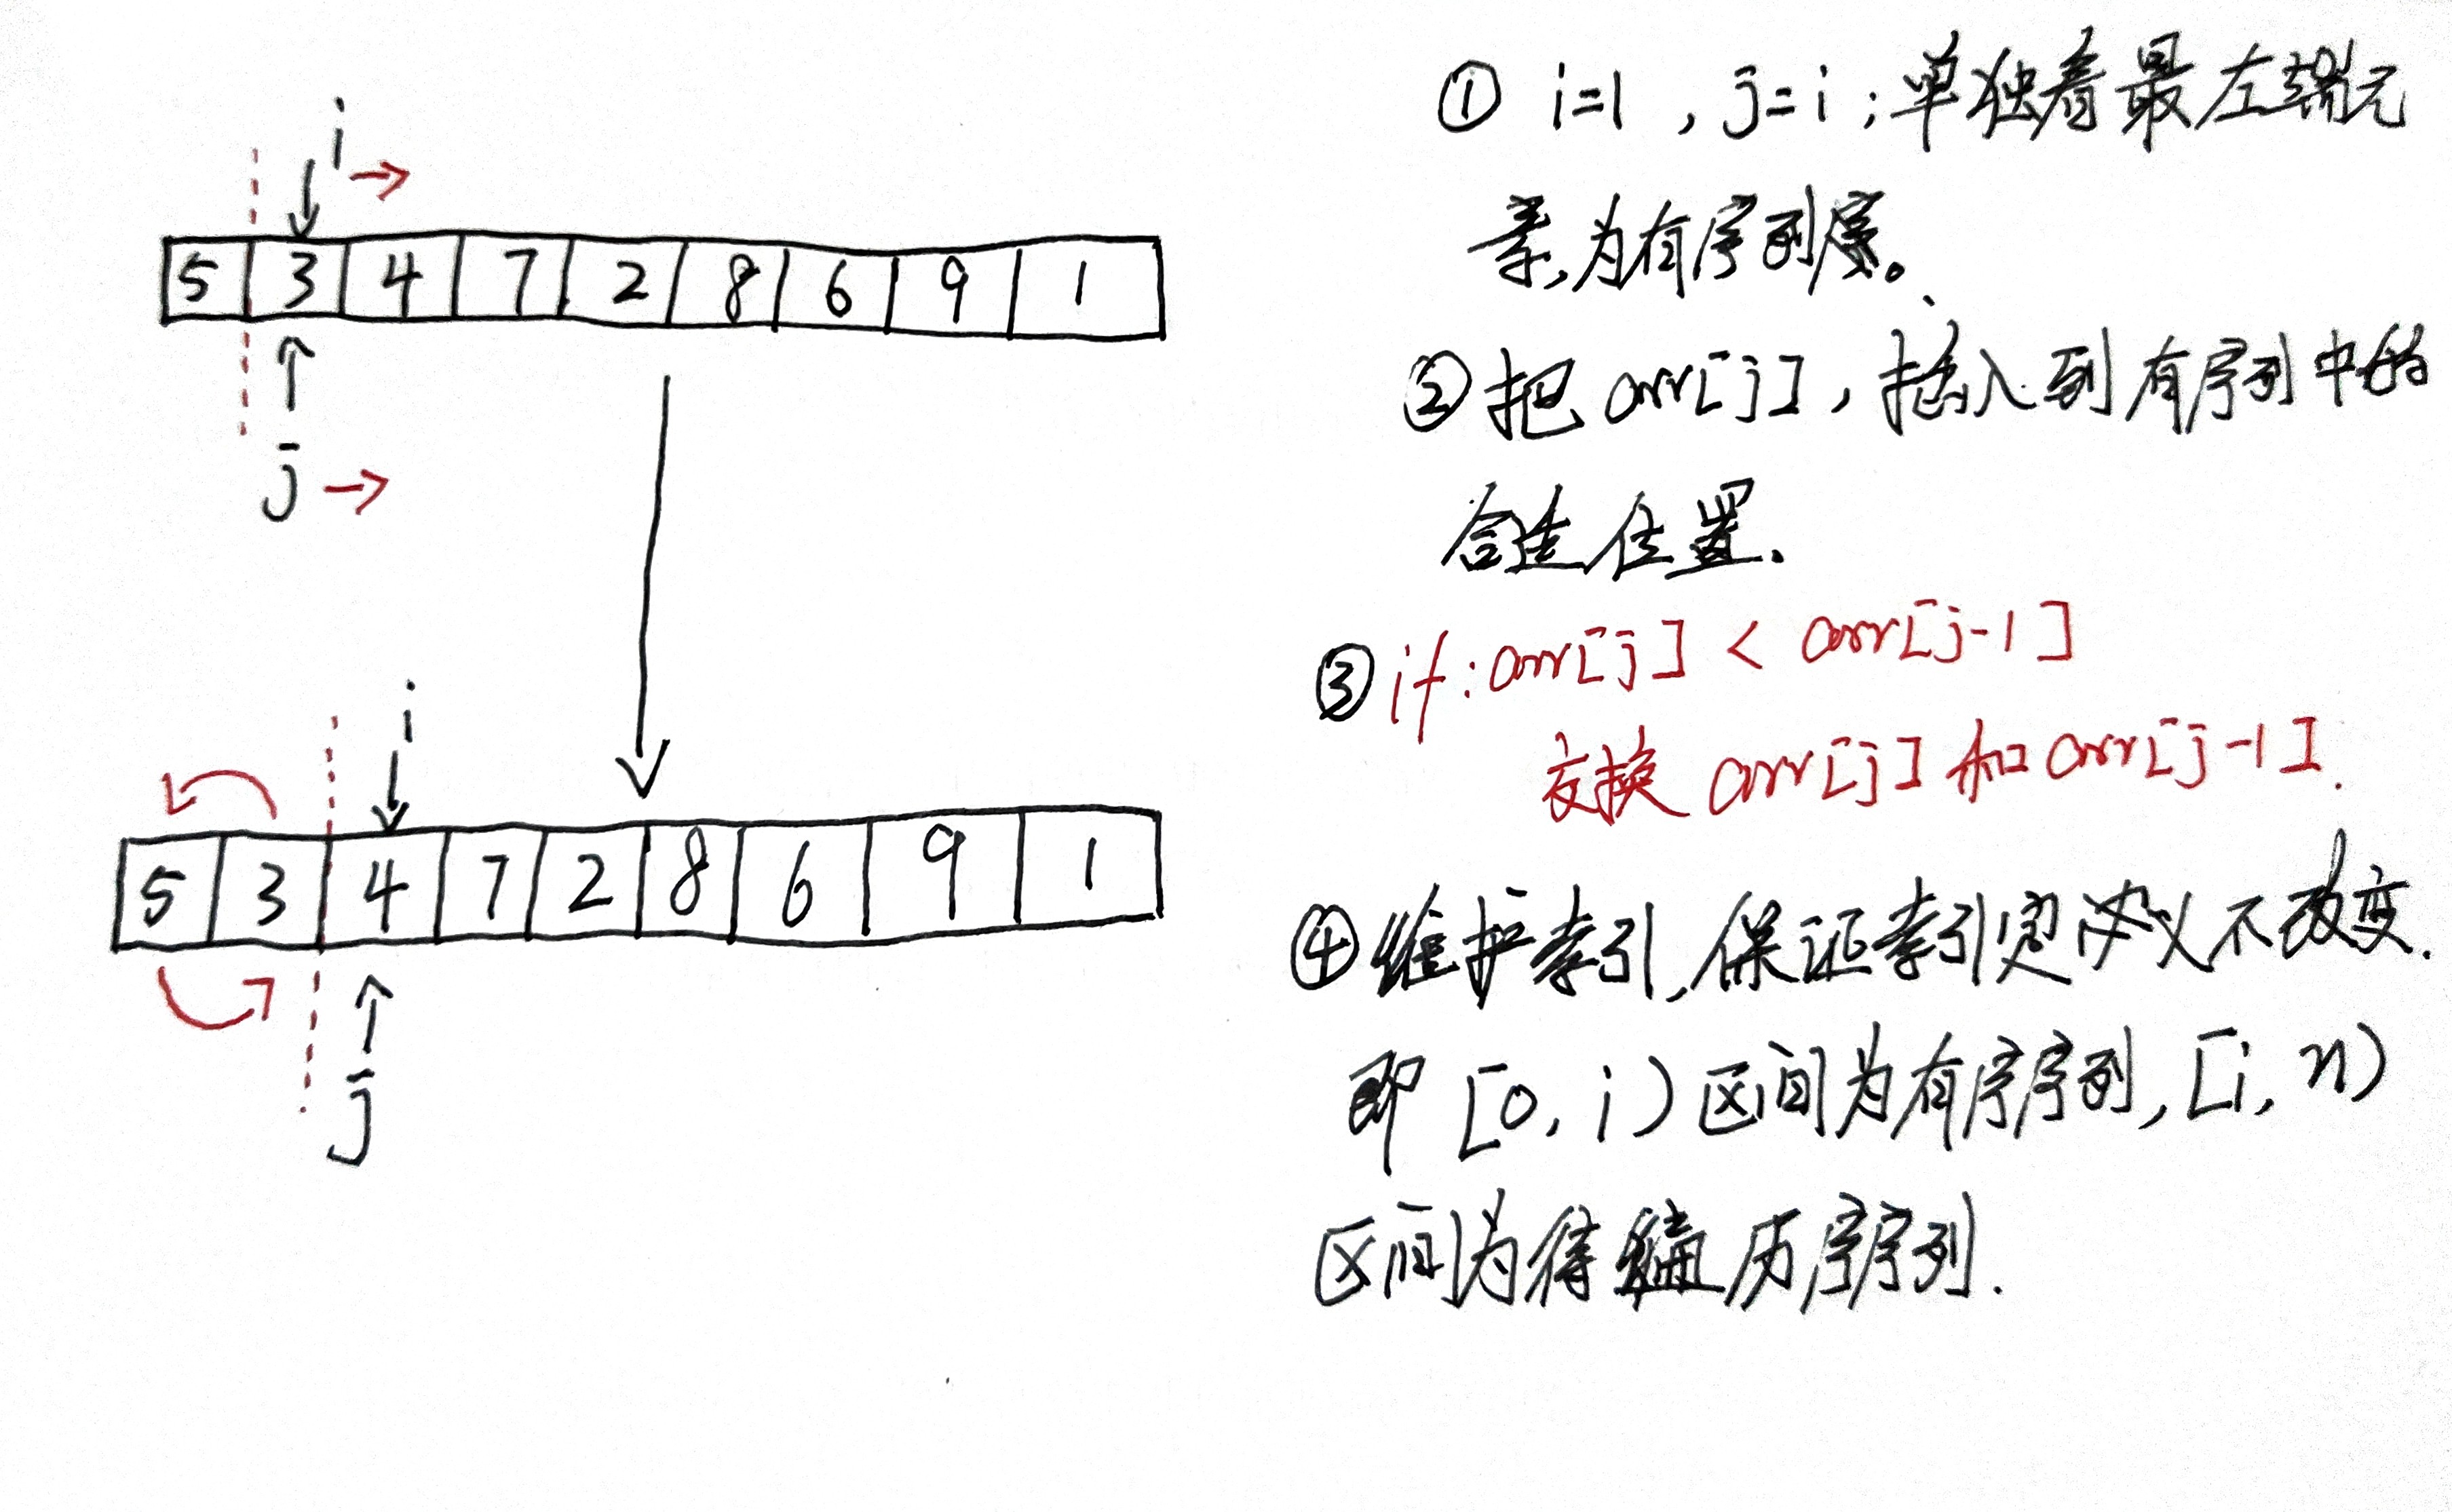 i
5 3 4 7 2 8 6 9 1
j
i
5 3 4 7 2 8 6 9 1
j
① i=1 , j=i ; 单独看最左端元
素,为有序列。
② 把 arr[j] , 插入到有序列中的
合适位置.
③ if: arr[j] < arr[j-1]
交换 arr[j] 和 arr[j-1].
④ 维护索引, 保证索引定义不改变.
即 [0, i) 区间为有序序列, [i, n)
区间为待遍历序列.